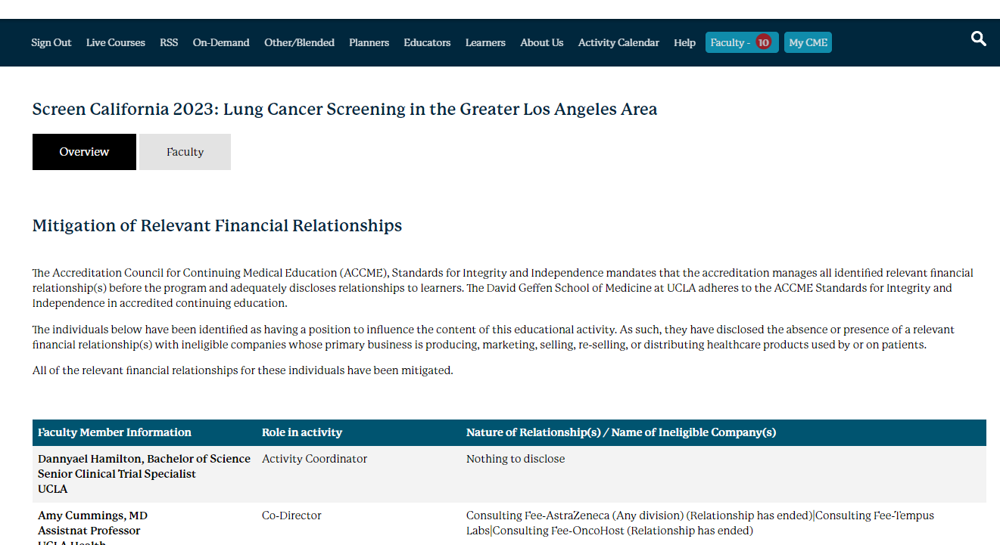 Sign Out Live Courses RSS On-Demand Other/Blended Planners Educators Learners About Us Activity Calendar Help Faculty - 10 My CME
Screen California 2023: Lung Cancer Screening in the Greater Los Angeles Area
Overview Faculty
Mitigation of Relevant Financial Relationships
The Accreditation Council for Continuing Medical Education (ACCME), Standards for Integrity and Independence mandates that the accreditation manages all identified relevant financial
relationship(s) before the program and adequately discloses relationships to learners. The David Geffen School of Medicine at UCLA adheres to the ACCME Standards for Integrity and
Independence in accredited continuing education.
The individuals below have been identified as having a position to influence the content of this educational activity. As such, they have disclosed the absence or presence of a relevant
financial relationship(s) with ineligible companies whose primary business is producing, marketing, selling, re-selling, or distributing healthcare products used by or on patients.
All of the relevant financial relationships for these individuals have been mitigated.
Faculty Member Information Role in activity Nature of Relationship(s) / Name of Ineligible Company(s)
Dannyael Hamilton, Bachelor of Science Activity Coordinator Nothing to disclose
Senior Clinical Trial Specialist
UCLA
Amy Cummings, MD Co-Director Consulting Fee-AstraZeneca (Any division) (Relationship has ended)|Consulting Fee-Tempus
Assistnat Professor Labs|Consulting Fee-OncoHost (Relationship has ended)
UCLA Health